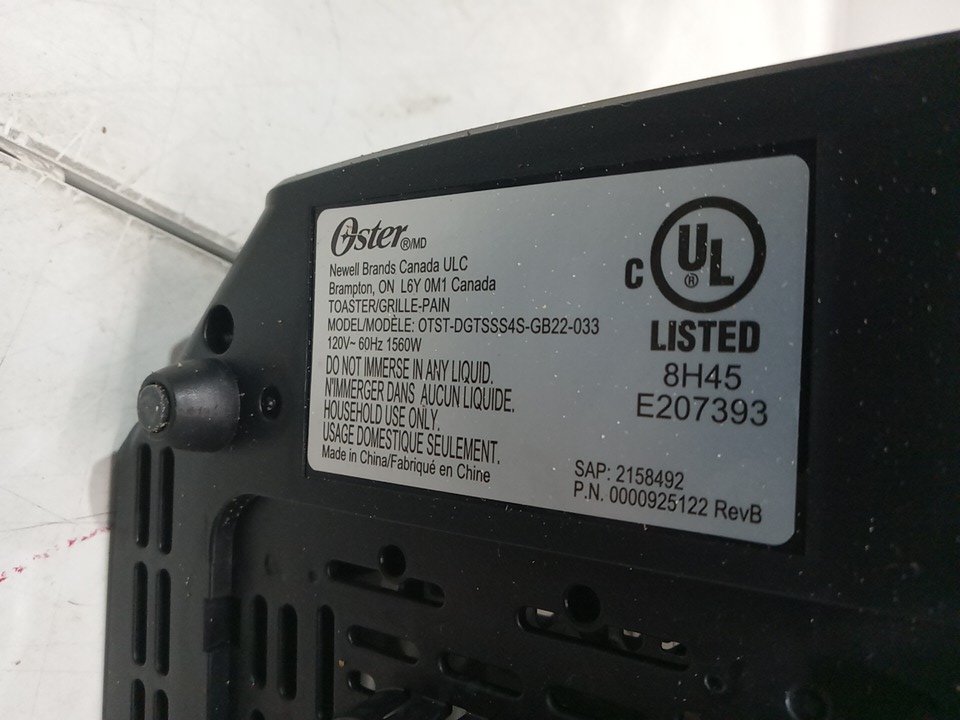 Oster®/MD
Newell Brands Canada ULC
Brampton, ON L6Y 0M1 Canada
TOASTER/GRILLE-PAIN
MODEL/MODÈLE: OTST-DGTSSS4S-GB22-033
120V~ 60Hz 1560W
DO NOT IMMERSE IN ANY LIQUID.
N'IMMERGER DANS AUCUN LIQUIDE.
HOUSEHOLD USE ONLY.
USAGE DOMESTIQUE SEULEMENT.
Made in China/Fabriqué en Chine
C UL ®
LISTED
8H45
E207393
SAP: 2158492
P.N. 0000925122 RevB